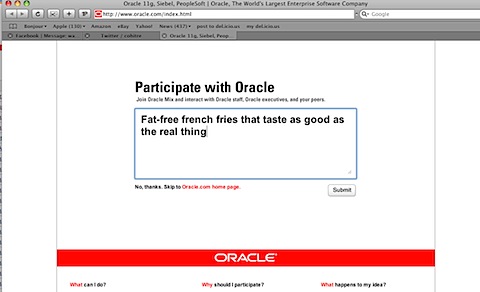 Oracle 11g, Siebel, PeopleSoft | Oracle, The World's Largest Enterprise Software Company
http://www.oracle.com/index.html
Google
Bonjour Apple (130) Amazon eBay Yahoo! News (437) post to del.icio.us my del.icio.us
Facebook | Message: wa... Twitter / Oracle 11g, Siebel, Peopl...
Participate with Oracle
Join Oracle Mix and interact with Oracle staff, Oracle executives, and your peers.
Fat-free french fries that taste as good as
the real thing
No, thanks. Skip to Oracle.com home page.
Submit
ORACLE
What can I do? Why should I participate? What happens to my idea?